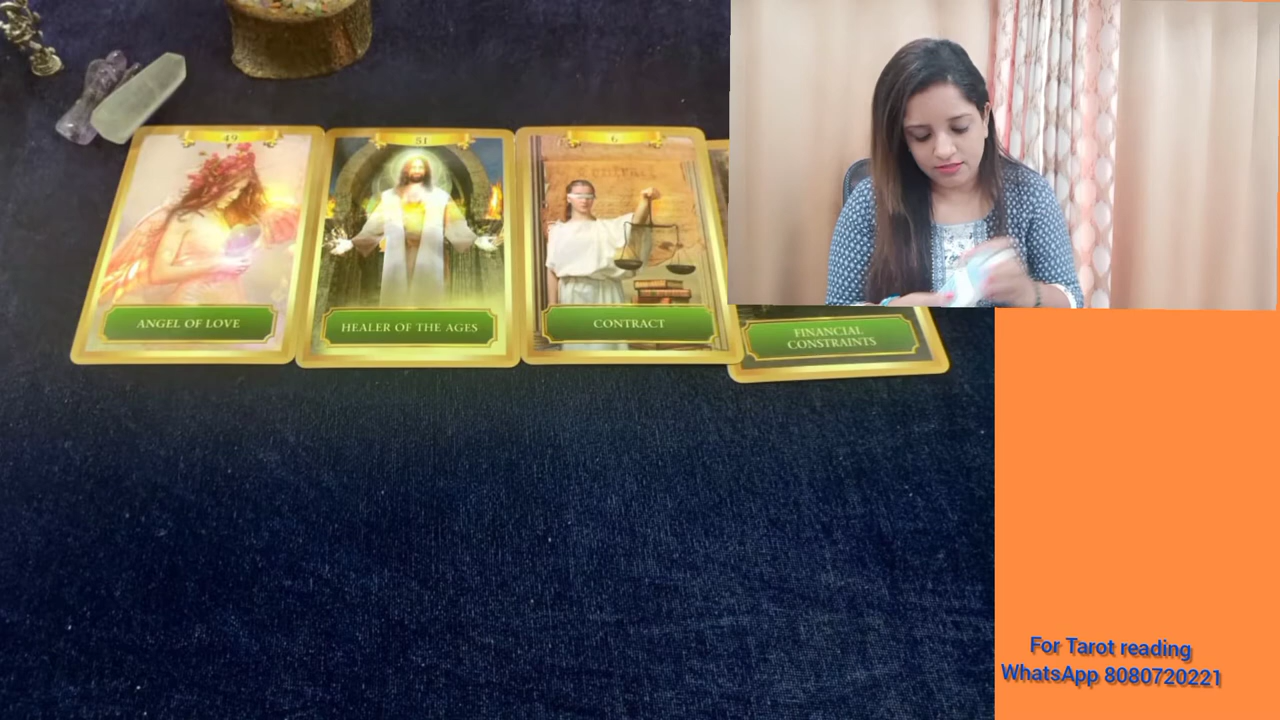 49
51
6
ANGEL OF LOVE
HEALER OF THE AGES
CONTRACT
FINANCIAL
CONSTRAINTS
For Tarot reading
WhatsApp 8080720221